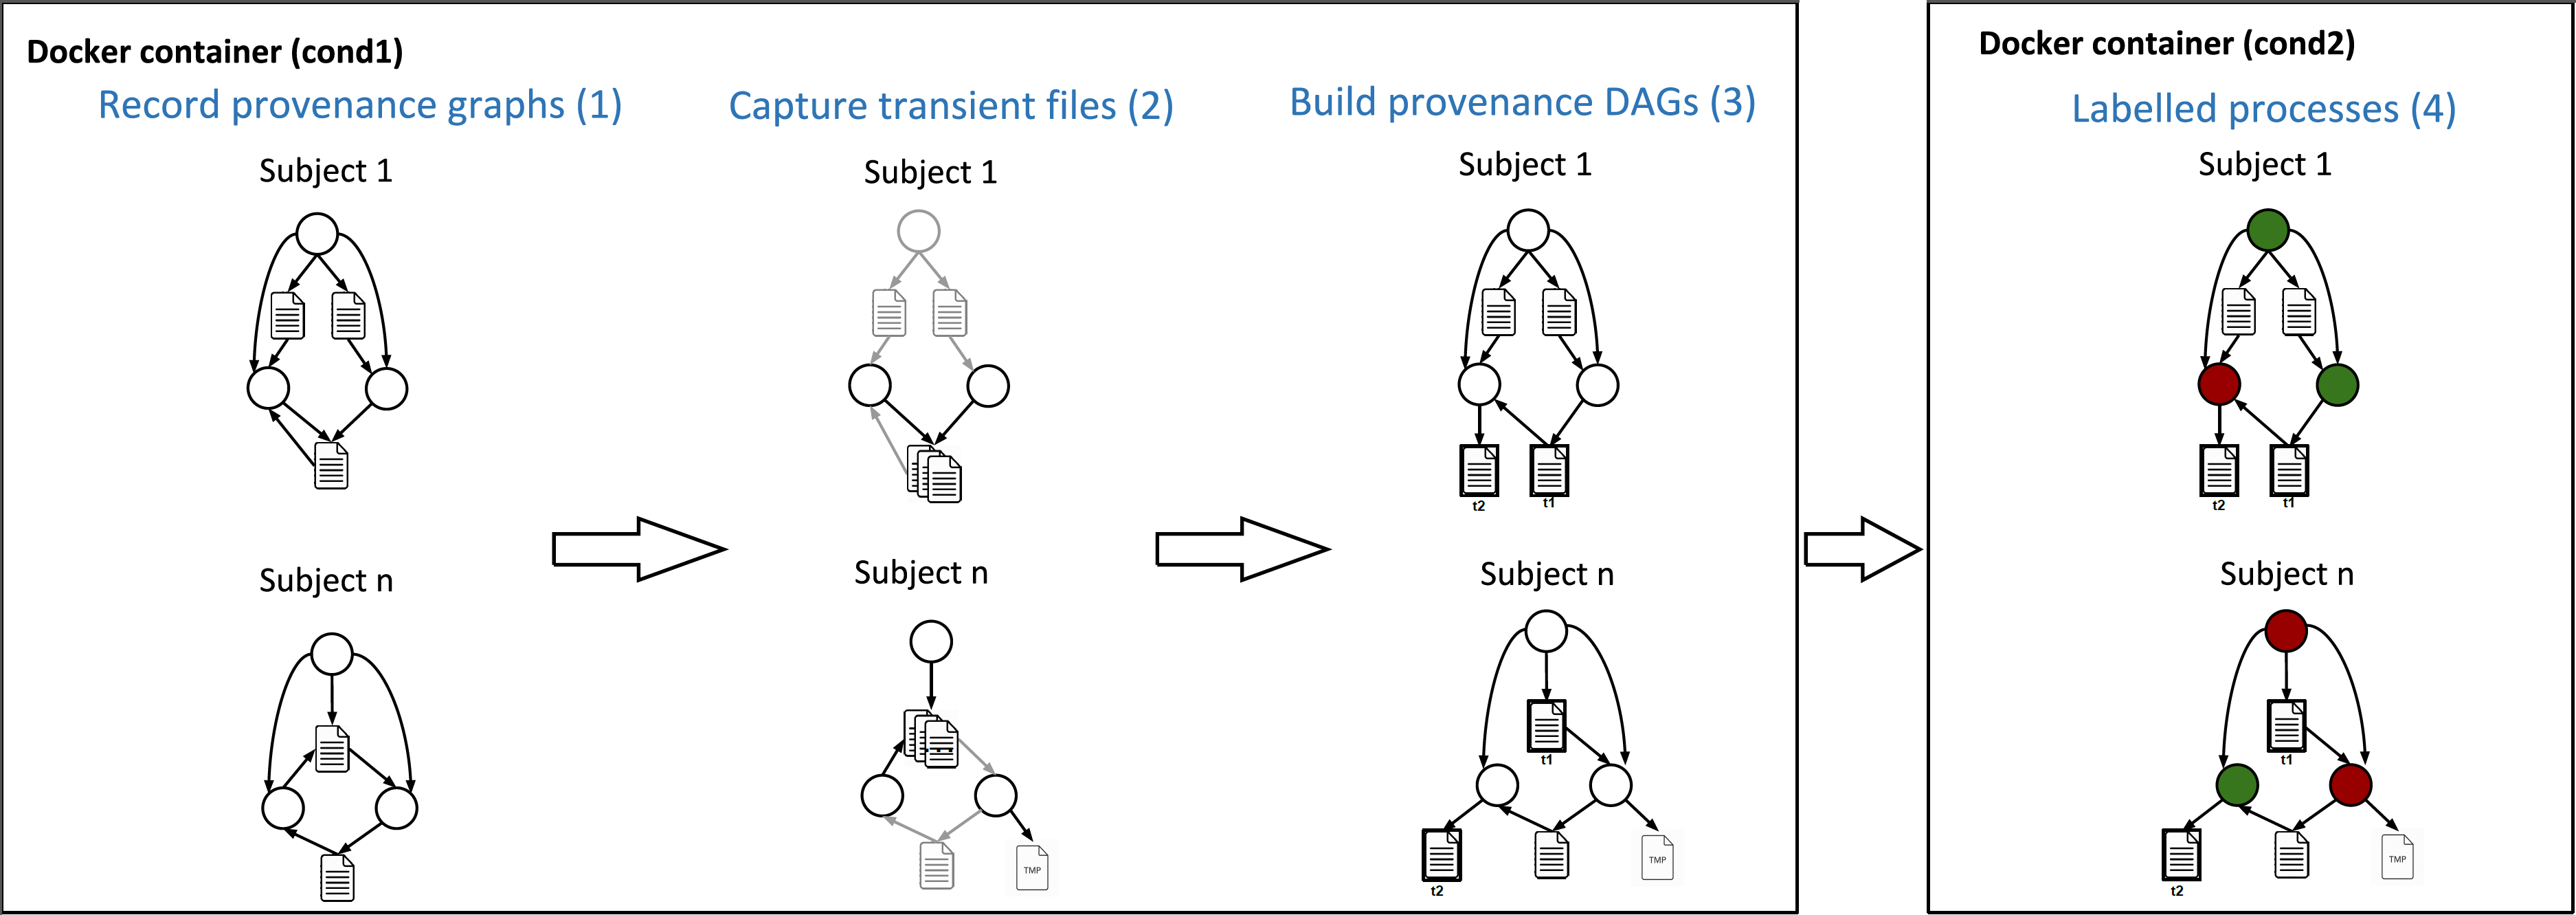 Docker container (cond1)
Record provenance graphs (1)
Subject 1
Subject n
Capture transient files (2)
Subject 1
Subject n
TMP
Build provenance DAGs (3)
Subject 1
t2
t1
Subject n
t1
TMP
t2
Docker container (cond2)
Labelled processes (4)
Subject 1
t2
t1
Subject n
t1
TMP
t2